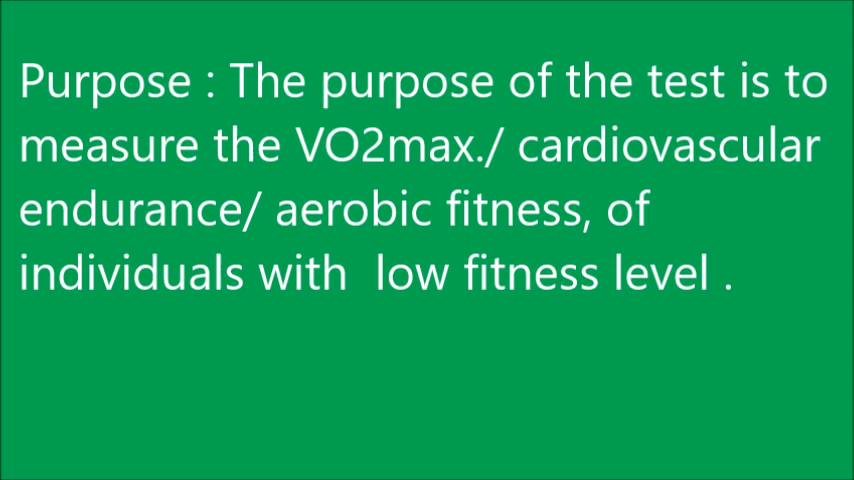 Purpose : The purpose of the test is to
measure the VO2max./ cardiovascular
endurance/ aerobic fitness, of
individuals with  low fitness level .